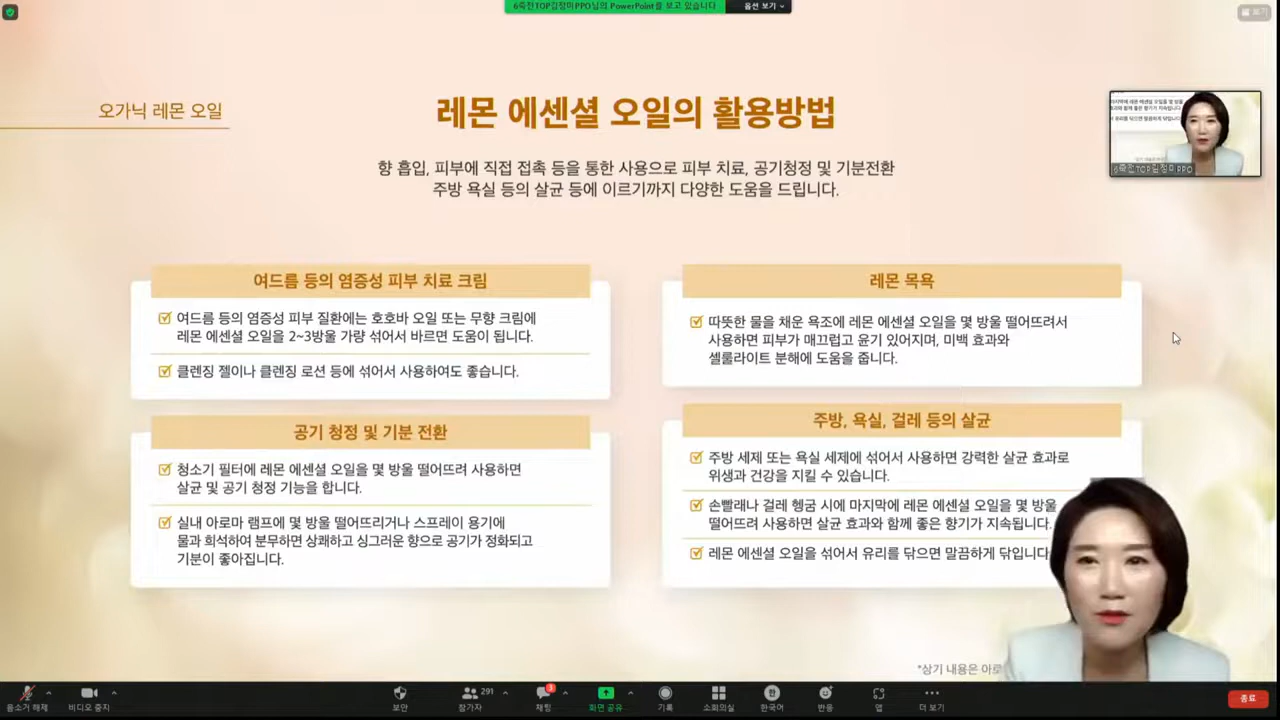 6죽전TOP김정미PPO님의 PowerPoint를 보고 있습니다
옵션 보기
보기
오가닉 레몬 오일
레몬 에센셜 오일의 활용방법
향 흡입, 피부에 직접 접촉 등을 통한 사용으로 피부 치료, 공기청정 및 기분전환
주방 욕실 등의 살균 등에 이르기까지 다양한 도움을 드립니다.
6죽전TOP김정미PPO
여드름 등의 염증성 피부 치료 크림
여드름 등의 염증성 피부 질환에는 호호바 오일 또는 무향 크림에
레몬 에센셜 오일을 2~3방울 가량 섞어서 바르면 도움이 됩니다.
클렌징 젤이나 클렌징 로션 등에 섞어서 사용하여도 좋습니다.
공기 청정 및 기분 전환
청소기 필터에 레몬 에센셜 오일을 몇 방울 떨어뜨려 사용하면
살균 및 공기 청정 기능을 합니다.
실내 아로마 램프에 몇 방울 떨어뜨리거나 스프레이 용기에
물과 희석하여 분무하면 상쾌하고 싱그러운 향으로 공기가 정화되고
기분이 좋아집니다.
레몬 목욕
따뜻한 물을 채운 욕조에 레몬 에센셜 오일을 몇 방울 떨어뜨려서
사용하면 피부가 매끄럽고 윤기 있어지며, 미백 효과와
셀룰라이트 분해에 도움을 줍니다.
주방, 욕실, 걸레 등의 살균
주방 세제 또는 욕실 세제에 섞어서 사용하면 강력한 살균 효과로
위생과 건강을 지킬 수 있습니다.
손빨래나 걸레 헹굼 시에 마지막에 레몬 에센셜 오일을 몇 방울
떨어뜨려 사용하면 살균 효과와 함께 좋은 향기가 지속됩니다.
레몬 에센셜 오일을 섞어서 유리를 닦으면 말끔하게 닦입니다
*상기 내용은 아로
음소거 해제
비디오 중지
보안
291
참가자
3
채팅
화면 공유
기록
소회의실
한국어
반응
앱
더 보기
종료